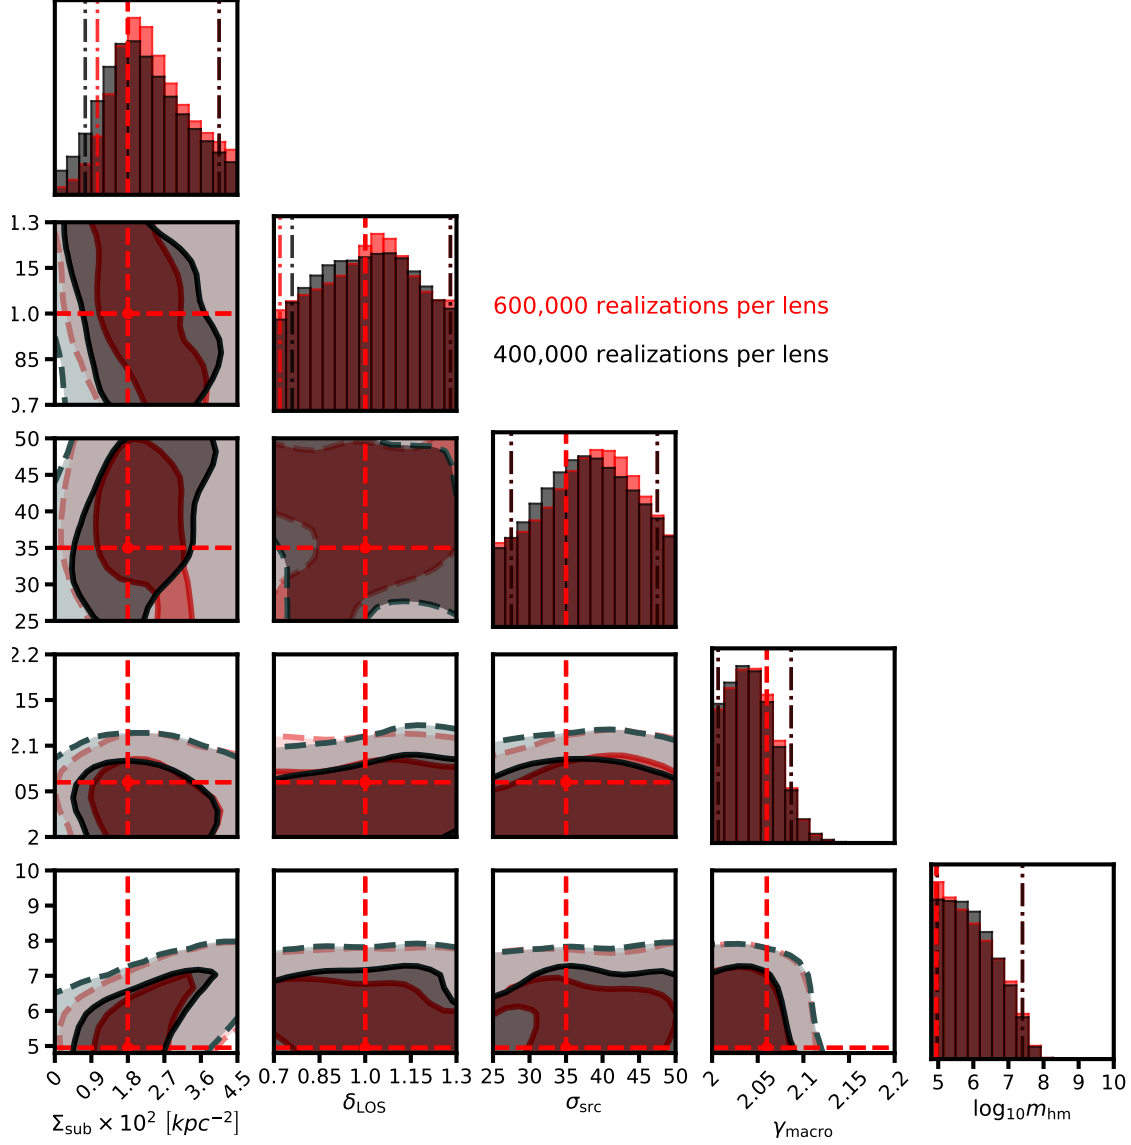 1.3
15
1.0
85
0.7
600,000 realizations per lens
400,000 realizations per lens
50
45
40
35
30
25
2.2
15
2.1
05
2
10
9
8
7
6
5
0 0.9 1.8 2.7 3.6 4.5
0.7 0.85 1.0 1.15 1.3
25 30 35 40 45 50
2 2.05 2.1 2.15 2.2
5 6 7 8 9 10
Σsub × 10² [kpc⁻²]
δLOS
σsrc
γmacro
log₁₀mhm